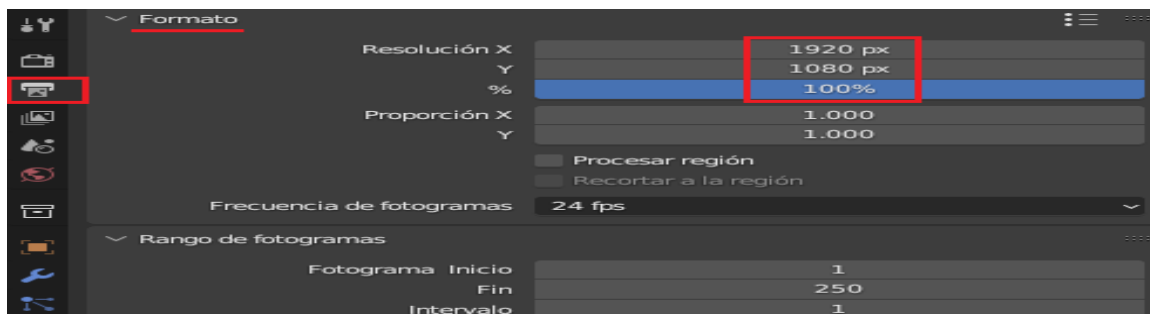 Formato
Resolución X 1920 px
Y 1080 px
% 100%
Proporción X 1.000
Y 1.000
Procesar región
Recortar a la región
Frecuencia de fotogramas 24 fps
Rango de fotogramas
Fotograma Inicio 1
Fin 250
Intervalo 1